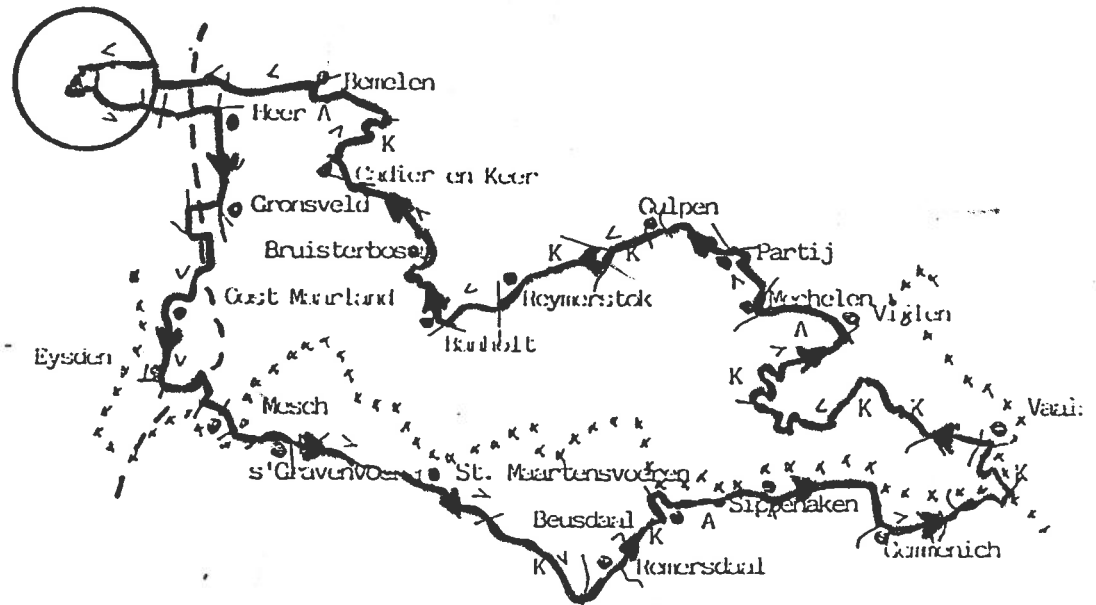 Bemelen
Heer
K
Cadier en Keer
Gronsveld
Gulpen
Bruisterbos
K
K
Partij
Oost Maarland
Reymerstok
Mechelen
Vijlen
Banholt
Eysden
K
K
K
Mesch
Vaals
s'Gravenvoeren
St. Maartensvoeren
K
Beusdaal
K
A
Sippenaken
Gemmenich
K
Remersdaal